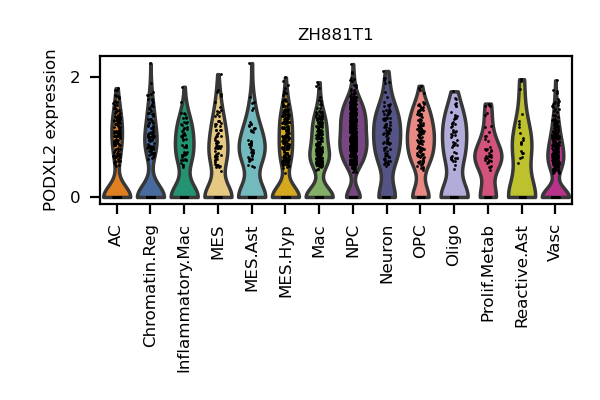 ZH881T1
PODXL2 expression
2
0
AC
Chromatin.Reg
Inflammatory.Mac
MES
MES.Ast
MES.Hyp
Mac
NPC
Neuron
OPC
Oligo
Prolif.Metab
Reactive.Ast
Vasc